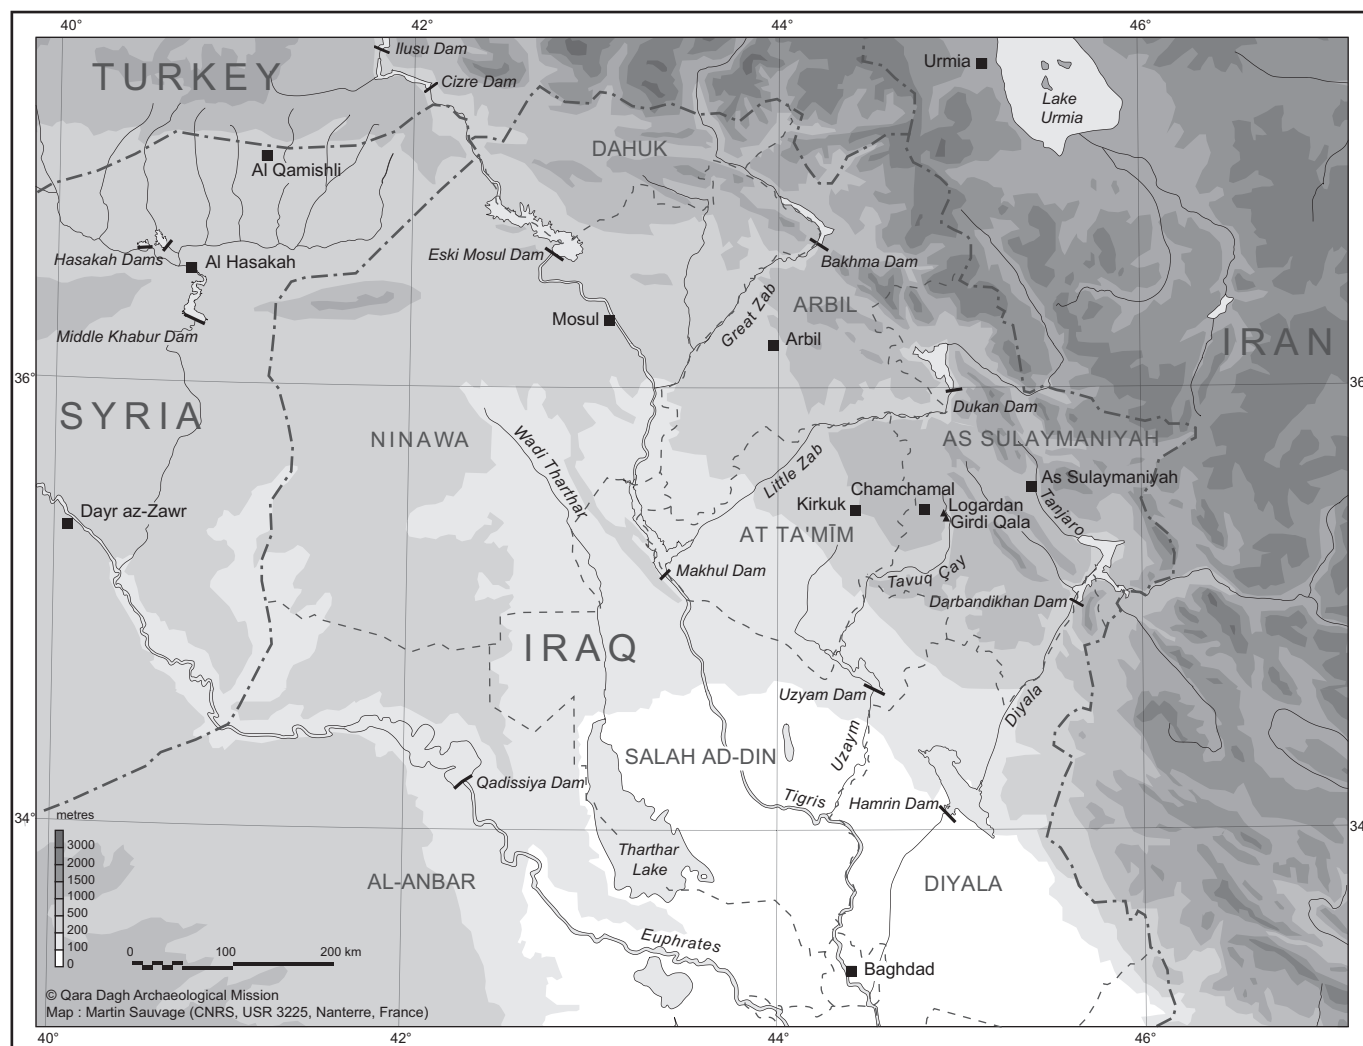 40°
42°
44°
46°
Ilusu Dam
Cizre Dam
TURKEY
Urmia
Lake
Urmia
DAHUK
Al Qamishli
Hasakah Dams
Al Hasakah
Eski Mosul Dam
Bakhma Dam
Middle Khabur Dam
Mosul
Great Zab
ARBIL
Arbil
IRAN
36°
36
SYRIA
NINAWA
Wadi Tharthar
Dukan Dam
AS SULAYMANIYAH
Little Zab
As Sulaymaniyah
Chamchamal
Kirkuk
Logardan
Girdi Qala
Tanjaro
Dayr az-Zawr
AT TA'MĪM
Makhul Dam
Tavuq Çay
Darbandikhan Dam
IRAQ
Uzyam Dam
Diyala
Uzaym
SALAH AD-DIN
Qadissiya Dam
Tigris
Hamrin Dam
34°
34
metres
3000
2000
1500
1000
500
200
100
0
Tharthar
Lake
AL-ANBAR
DIYALA
0
100
200 km
Euphrates
Baghdad
© Qara Dagh Archaeological Mission
Map : Martin Sauvage (CNRS, USR 3225, Nanterre, France)
40°
42°
44°
46°